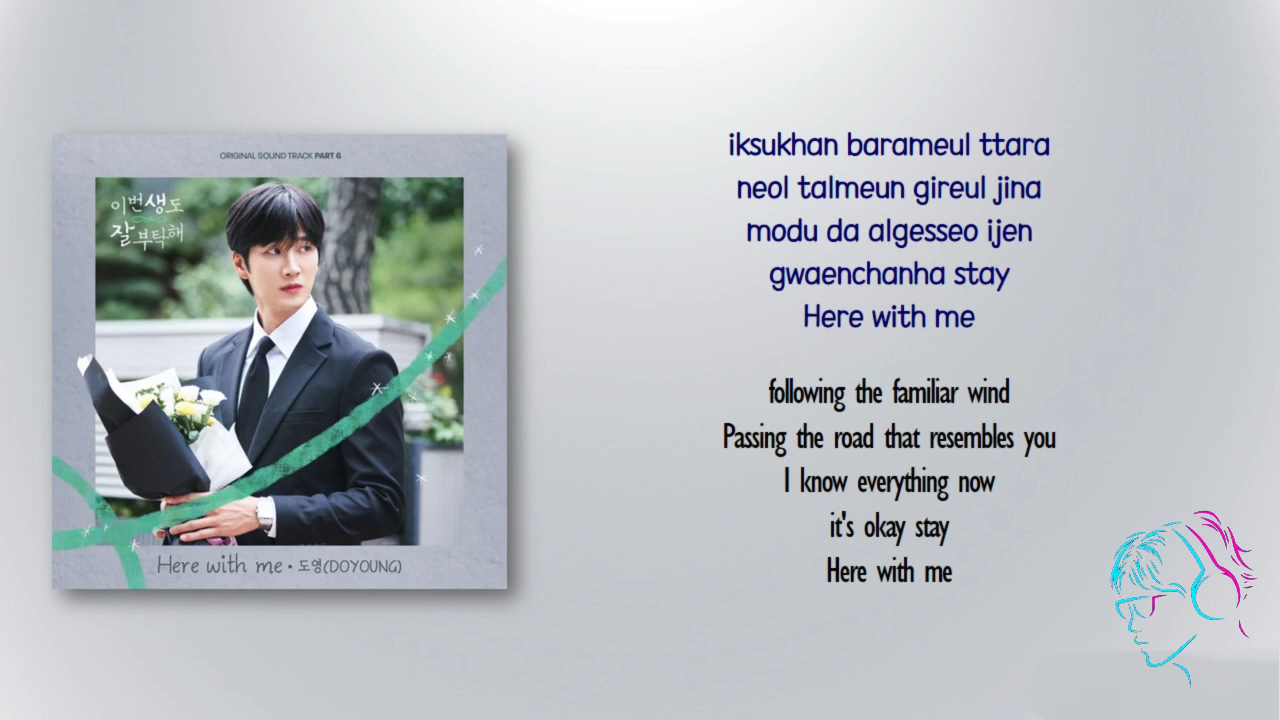 ORIGINAL SOUND TRACK PART 6
이번생도
잘부탁해
Here with me • 도영(DOYOUNG)
iksukhan barameul ttara
neol talmeun gireul jina
modu da algesseo ijen
gwaenchanha stay
Here with me
following the familiar wind
Passing the road that resembles you
I know everything now
it's okay stay
Here with me